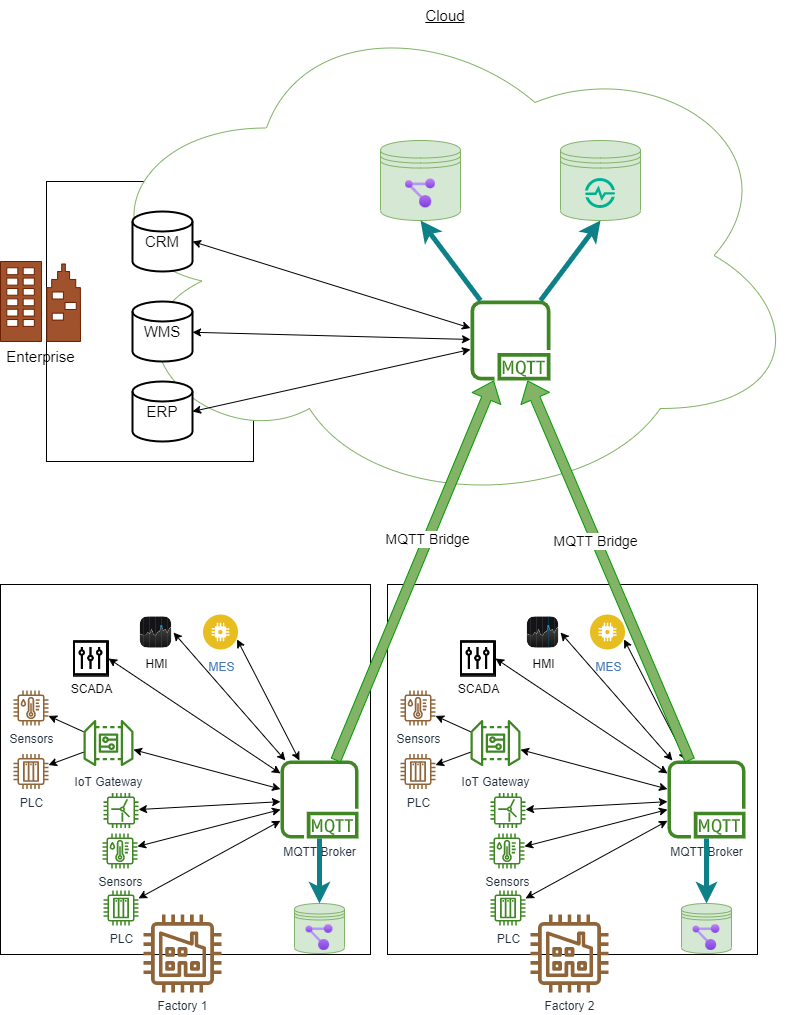 Cloud
CRM
WMS
ERP
Enterprise
MQTT
MQTT Bridge
MQTT Bridge
HMI
MES
SCADA
Sensors
IoT Gateway
PLC
MQTT
MQTT Broker
Sensors
PLC
Factory 1
HMI
MES
SCADA
Sensors
IoT Gateway
PLC
MQTT
MQTT Broker
Sensors
PLC
Factory 2